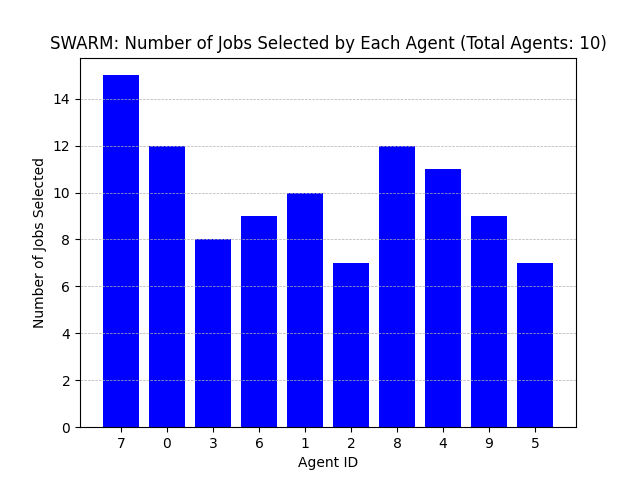 SWARM: Number of Jobs Selected by Each Agent (Total Agents: 10)
Number of Jobs Selected
14
12
10
8
6
4
2
0
7 0 3 6 1 2 8 4 9 5
Agent ID